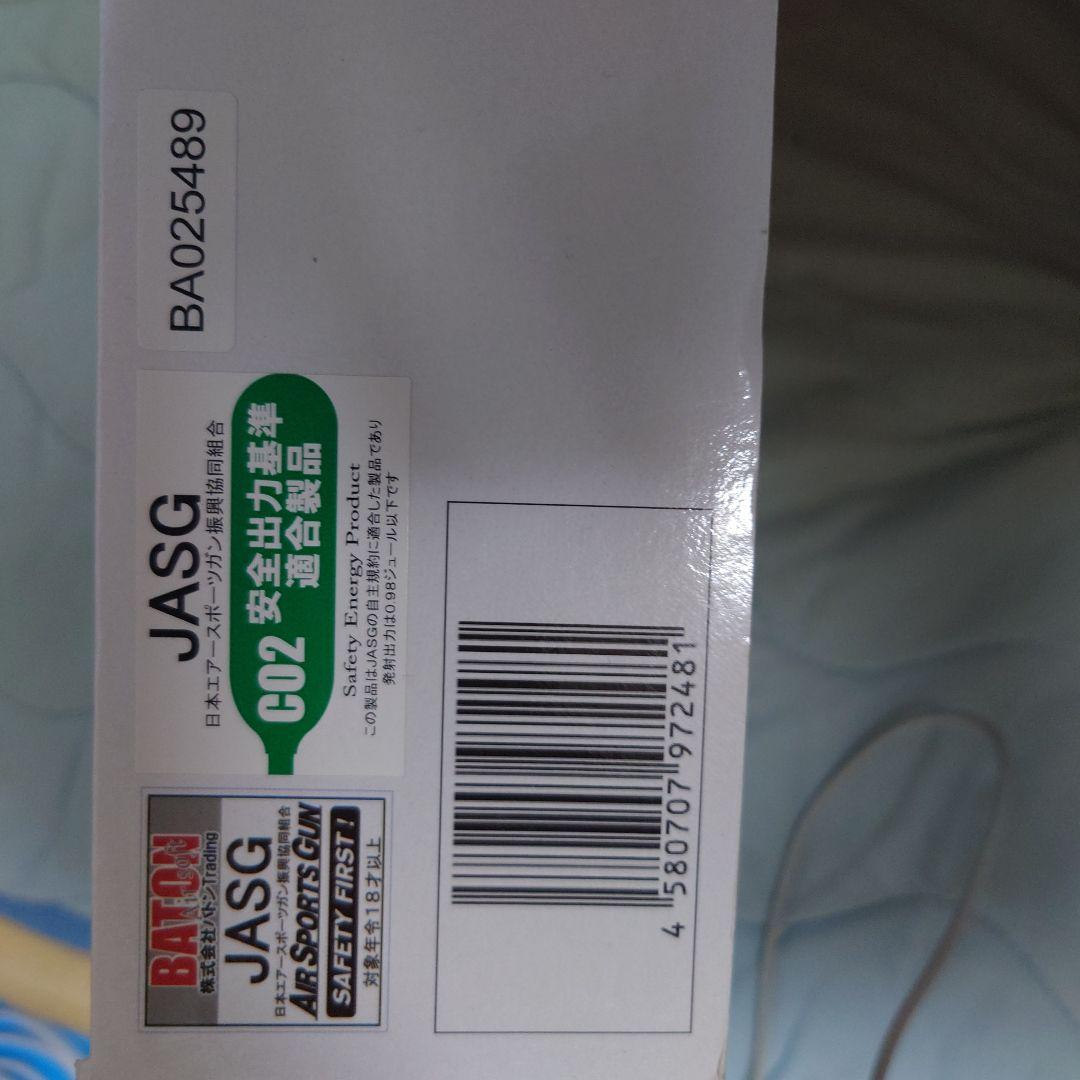 BA025489
JASG
日本エアースポーツガン振興協同組合
CO2 安全出力基準
適合製品
Safety Energy Product
この製品はJASGの自主規約に適合した製品であり
発射出力は0.98ジュール以下です
BATON
Airsoft
株式会社バトンTrading
JASG
日本エアースポーツガン振興協同組合
AIR SPORTS GUN
SAFETY FIRST!
対象年令18才以上
4 580707 972481